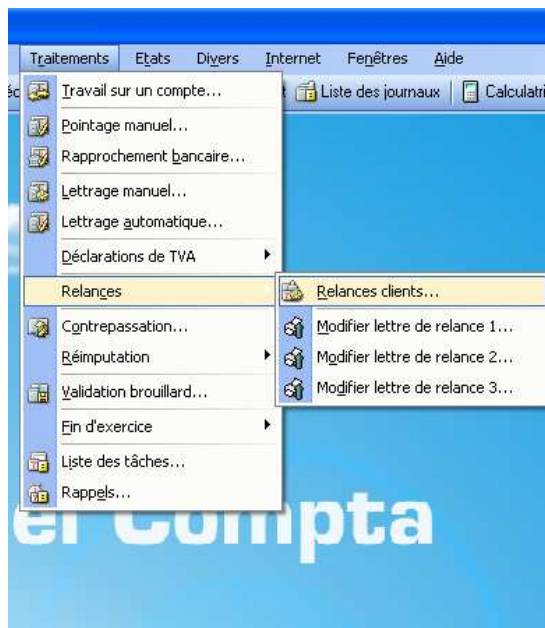 Traitements Etats Divers Internet Fenêtres Aide
Liste des journaux
Travail sur un compte...
Pointage manuel...
Rapprochement bancaire...
Lettrage manuel...
Lettrage automatique...
Déclarations de TVA
Relances
Relances clients...
Contrepassation...
Modifier lettre de relance 1...
Réimputation
Modifier lettre de relance 2...
Validation brouillard...
Modifier lettre de relance 3...
Fin d'exercice
Liste des tâches...
Rappels...
Compta